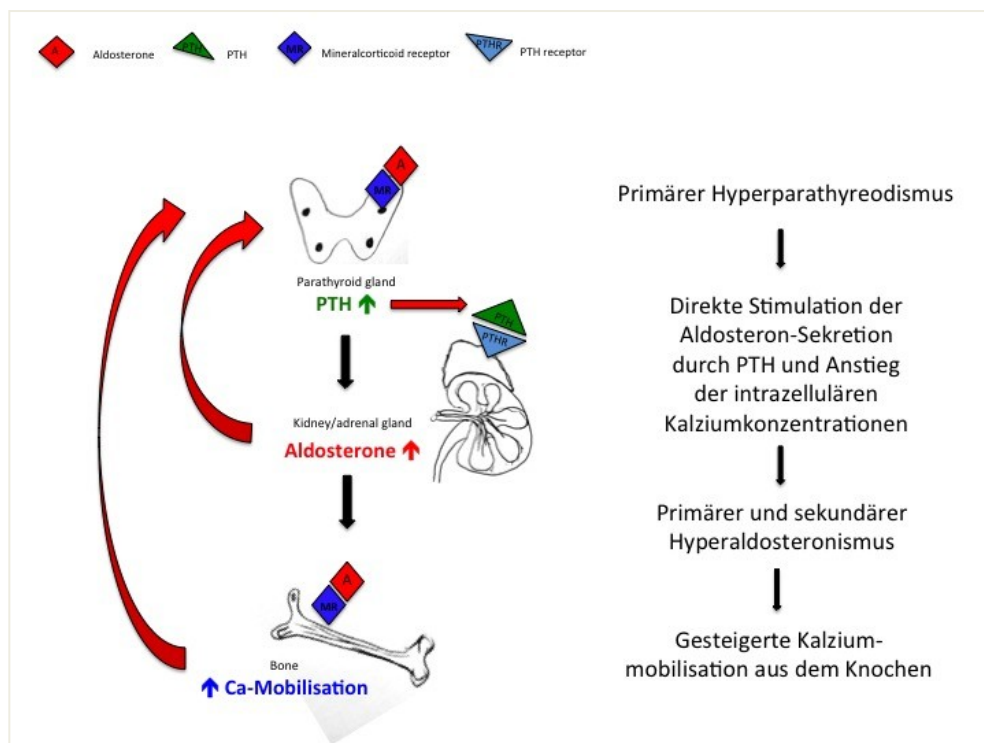 A Aldosterone PTH PTH MR Mineralcorticoid receptor PTHR PTH receptor
A
MR
Parathyroid gland
PTH
PTH
PTHR
Kidney/adrenal gland
Aldosterone
A
MR
Bone
Ca-Mobilisation
Primärer Hyperparathyreodismus
Direkte Stimulation der
Aldosteron-Sekretion
durch PTH und Anstieg
der intrazellulären
Kalziumkonzentrationen
Primärer und sekundärer
Hyperaldosteronismus
Gesteigerte Kalzium-
mobilisation aus dem Knochen